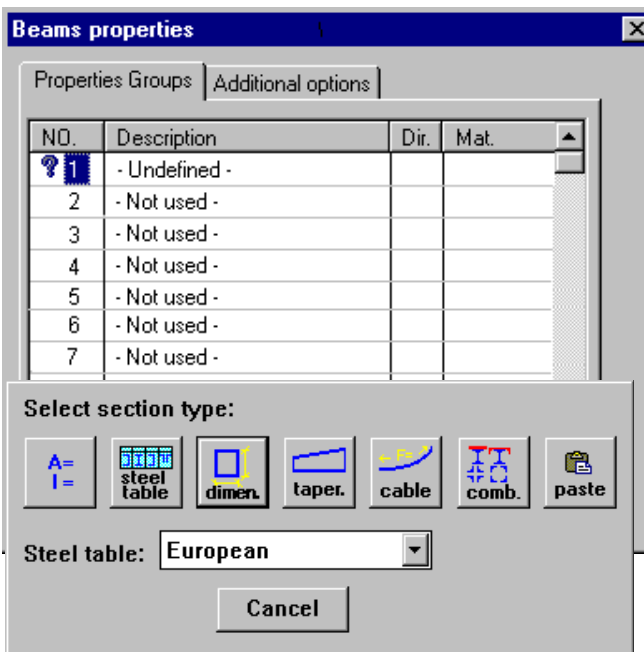 Beams properties
Properties Groups Additional options
NO. Description Dir. Mat.
? 1 - Undefined -
2 - Not used -
3 - Not used -
4 - Not used -
5 - Not used -
6 - Not used -
7 - Not used -
Select section type:
A=
I =
steel
table
dimen.
taper.
← F=
cable
comb.
paste
Steel table: European
Cancel